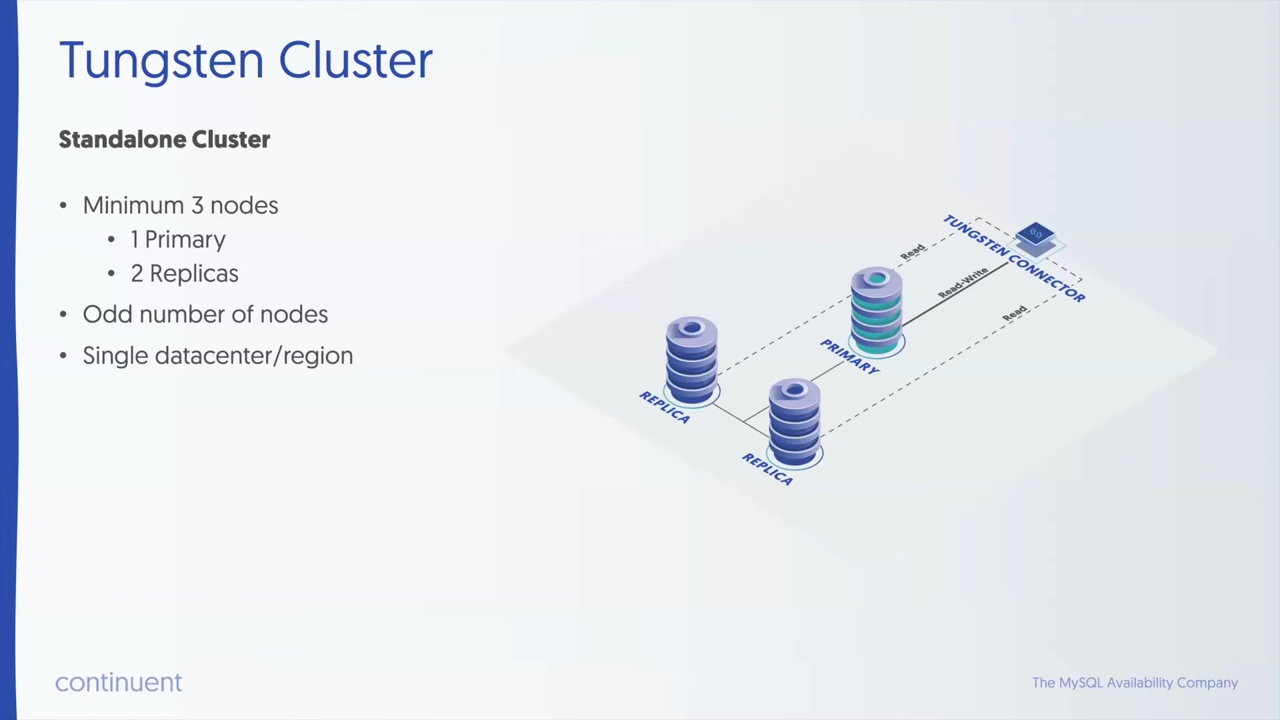 Tungsten Cluster
Standalone Cluster
• Minimum 3 nodes
• 1 Primary
• 2 Replicas
• Odd number of nodes
• Single datacenter/region
TUNGSTEN CONNECTOR
Read
Read-Write
Read
PRIMARY
REPLICA
REPLICA
continuent
The MySQL Availability Company